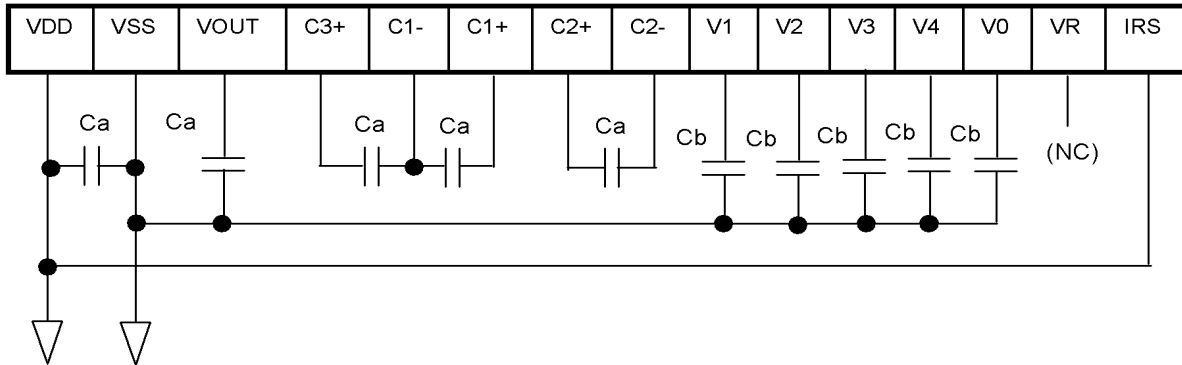 VDD VSS VOUT C3+ C1- C1+ C2+ C2- V1 V2 V3 V4 V0 VR IRS
Ca Ca Ca Ca Ca Cb Cb Cb Cb Cb
(NC)